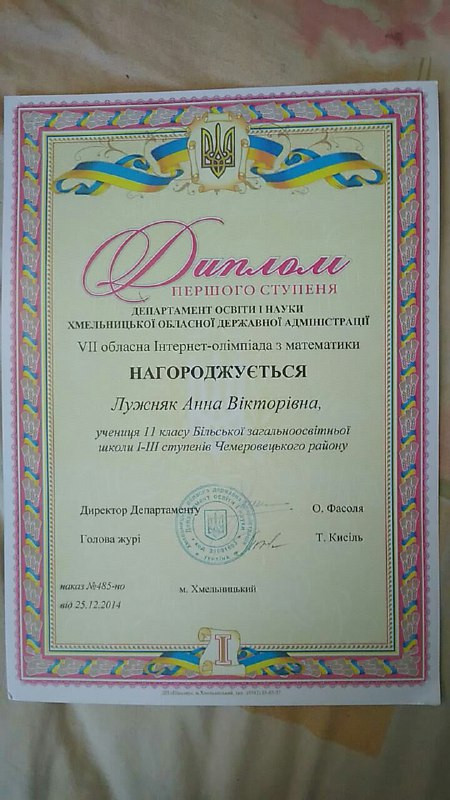 Диплом
ПЕРШОГО СТУПЕНЯ
ДЕПАРТАМЕНТ ОСВІТИ І НАУКИ
ХМЕЛЬНИЦЬКОЇ ОБЛАСНОЇ ДЕРЖАВНОЇ АДМІНІСТРАЦІЇ
VII обласна Інтернет-олімпіада з математики
НАГОРОДЖУЄТЬСЯ
Лужняк Анна Вікторівна,
учениця 11 класу Більської загальноосвітньої
школи І-ІІІ ступенів Чемеровецького району
Директор Департаменту О. Фасоля
Голова журі Т. Кисіль
наказ №485-но
м. Хмельницький
від 25.12.2014
I